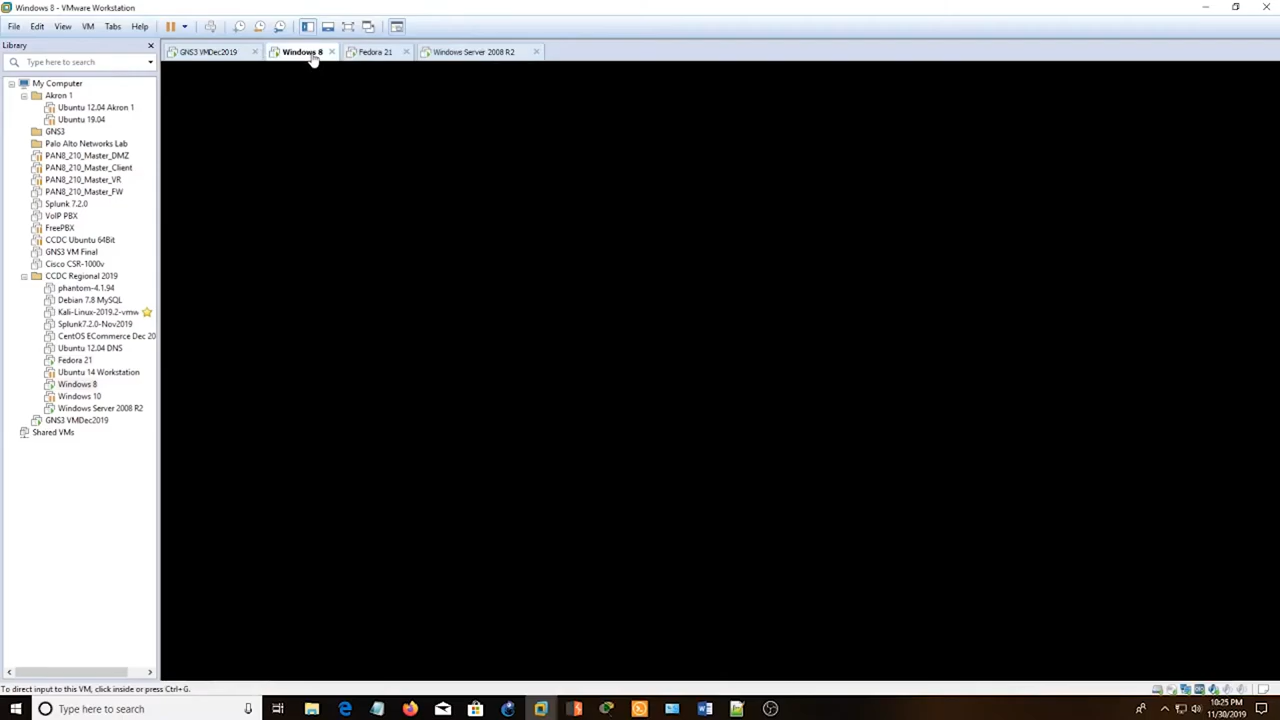 Windows 8 - VMware Workstation
File Edit View VM Tabs Help
Library
Type here to search
GNS3 VMDec2019
Windows 8
Fedora 21
Windows Server 2008 R2
My Computer
Akron 1
Ubuntu 12.04 Akron 1
Ubuntu 19.04
GNS3
Palo Alto Networks Lab
PAN8_210_Master_DMZ
PAN8_210_Master_Client
PAN8_210_Master_VR
PAN8_210_Master_FW
Splunk 7.2.0
VoIP PBX
FreePBX
CCDC Ubuntu 64Bit
GNS3 VM Final
Cisco CSR-1000v
CCDC Regional 2019
phantom-4.1.94
Debian 7.8 MySQL
Kali-Linux-2019.2-vmw
Splunk7.2.0-Nov2019
CentOS ECommerce Dec 20
Ubuntu 12.04 DNS
Fedora 21
Ubuntu 14 Workstation
Windows 8
Windows 10
Windows Server 2008 R2
GNS3 VMDec2019
Shared VMs
To direct input to this VM, click inside or press Ctrl+G.
Type here to search
10:25 PM
11/30/2019